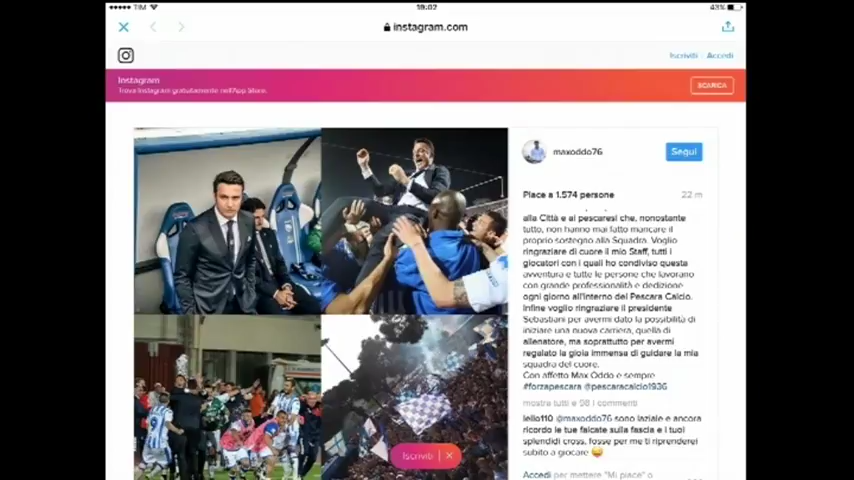 TIM
19:02
43%
instagram.com
Iscriviti
Accedi
Instagram
Trova Instagram gratuitamente nell'App Store.
SCARICA
maxoddo76
Segui
Piace a 1.574 persone
22 m
alla Città e ai pescaresi che, nonostante
tutto, non hanno mai fatto mancare il
proprio sostegno alla Squadra. Voglio
ringraziare di cuore il mio Staff, tutti i
giocatori con i quali ho condiviso questa
avventura e tutte le persone che lavorano
con grande professionalità e dedizione
ogni giorno all'interno del Pescara Calcio.
Infine voglio ringraziare il presidente
Sebastiani per avermi dato la possibilità di
iniziare una nuova carriera, quella di
allenatore, ma soprattutto per avermi
regalato la gioia immensa di guidare la mia
squadra del cuore.
Con affetto Max Oddo e sempre
#forzapescara @pescaracalcio1936
mostra tutti e 58 i commenti
lello110 @maxoddo76 sono laziale e ancora
ricordo le tue falcate sulla fascia e i tuoi
splendidi cross, fosse per me ti riprenderei
subito a giocare 😜
Accedi per mettere "Mi piace" o
Iscriviti